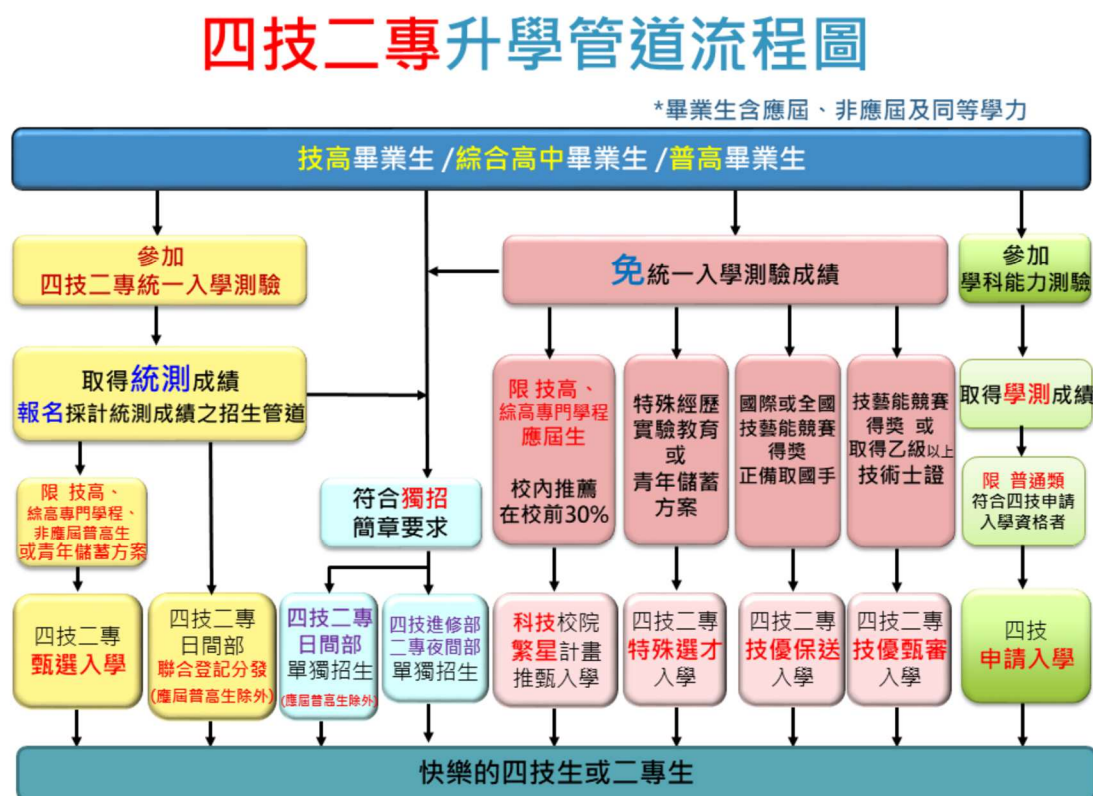 四技二專升學管道流程圖
*畢業生含應屆、非應屆及同等學力
技高畢業生/綜合高中畢業生/普高畢業生
參加
四技二專統一入學測驗
免統一入學測驗成績
參加
學科能力測驗
取得統測成績
報名採計統測成績之招生管道
限 技高、
綜高專門學程
應屆生
校內推薦
在校前30%
特殊經歷
實驗教育
或
青年儲蓄
方案
國際或全國
技藝能競賽
得獎
正備取國手
技藝能競賽
得獎 或
取得乙級以上
技術士證
取得學測成績
限 技高、
綜高專門學程、
非應屆普高生
或青年儲蓄方案
符合獨招
簡章要求
限 普通類
符合四技申請
入學資格者
四技二專
甄選入學
四技二專
日間部
聯合登記分發
(應屆普高生除外)
四技二專
日間部
單獨招生
(應屆普高生除外)
四技進修部
二專夜間部
單獨招生
科技校院
繁星計畫
推甄入學
四技二專
特殊選才
入學
四技二專
技優保送
入學
四技二專
技優甄審
入學
四技
申請入學
快樂的四技生或二專生